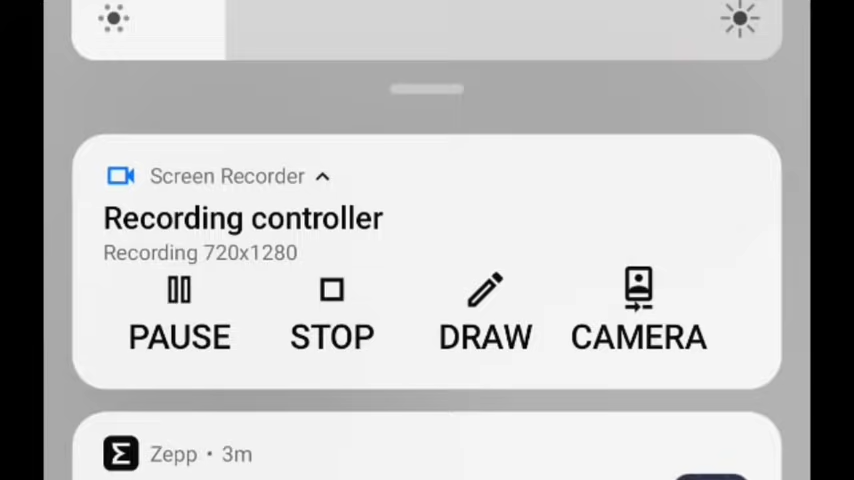 Screen Recorder
Recording controller
Recording 720x1280
PAUSE STOP DRAW CAMERA
Zepp • 3m